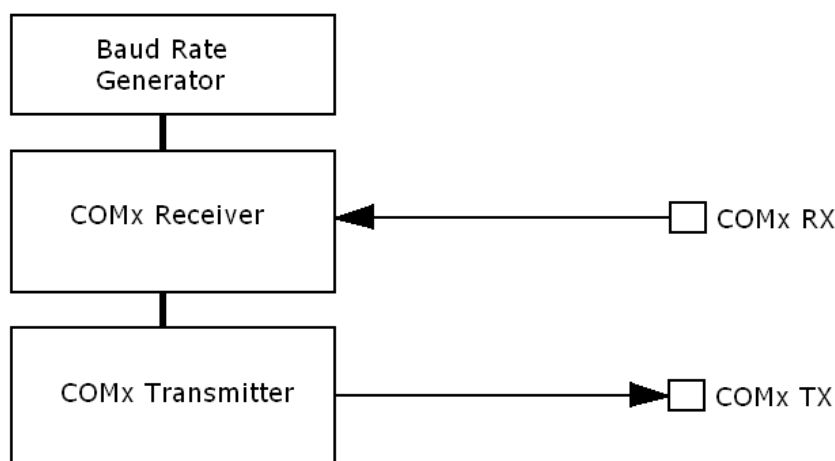 Baud Rate
Generator
COMx Receiver
COMx RX
COMx Transmitter
COMx TX